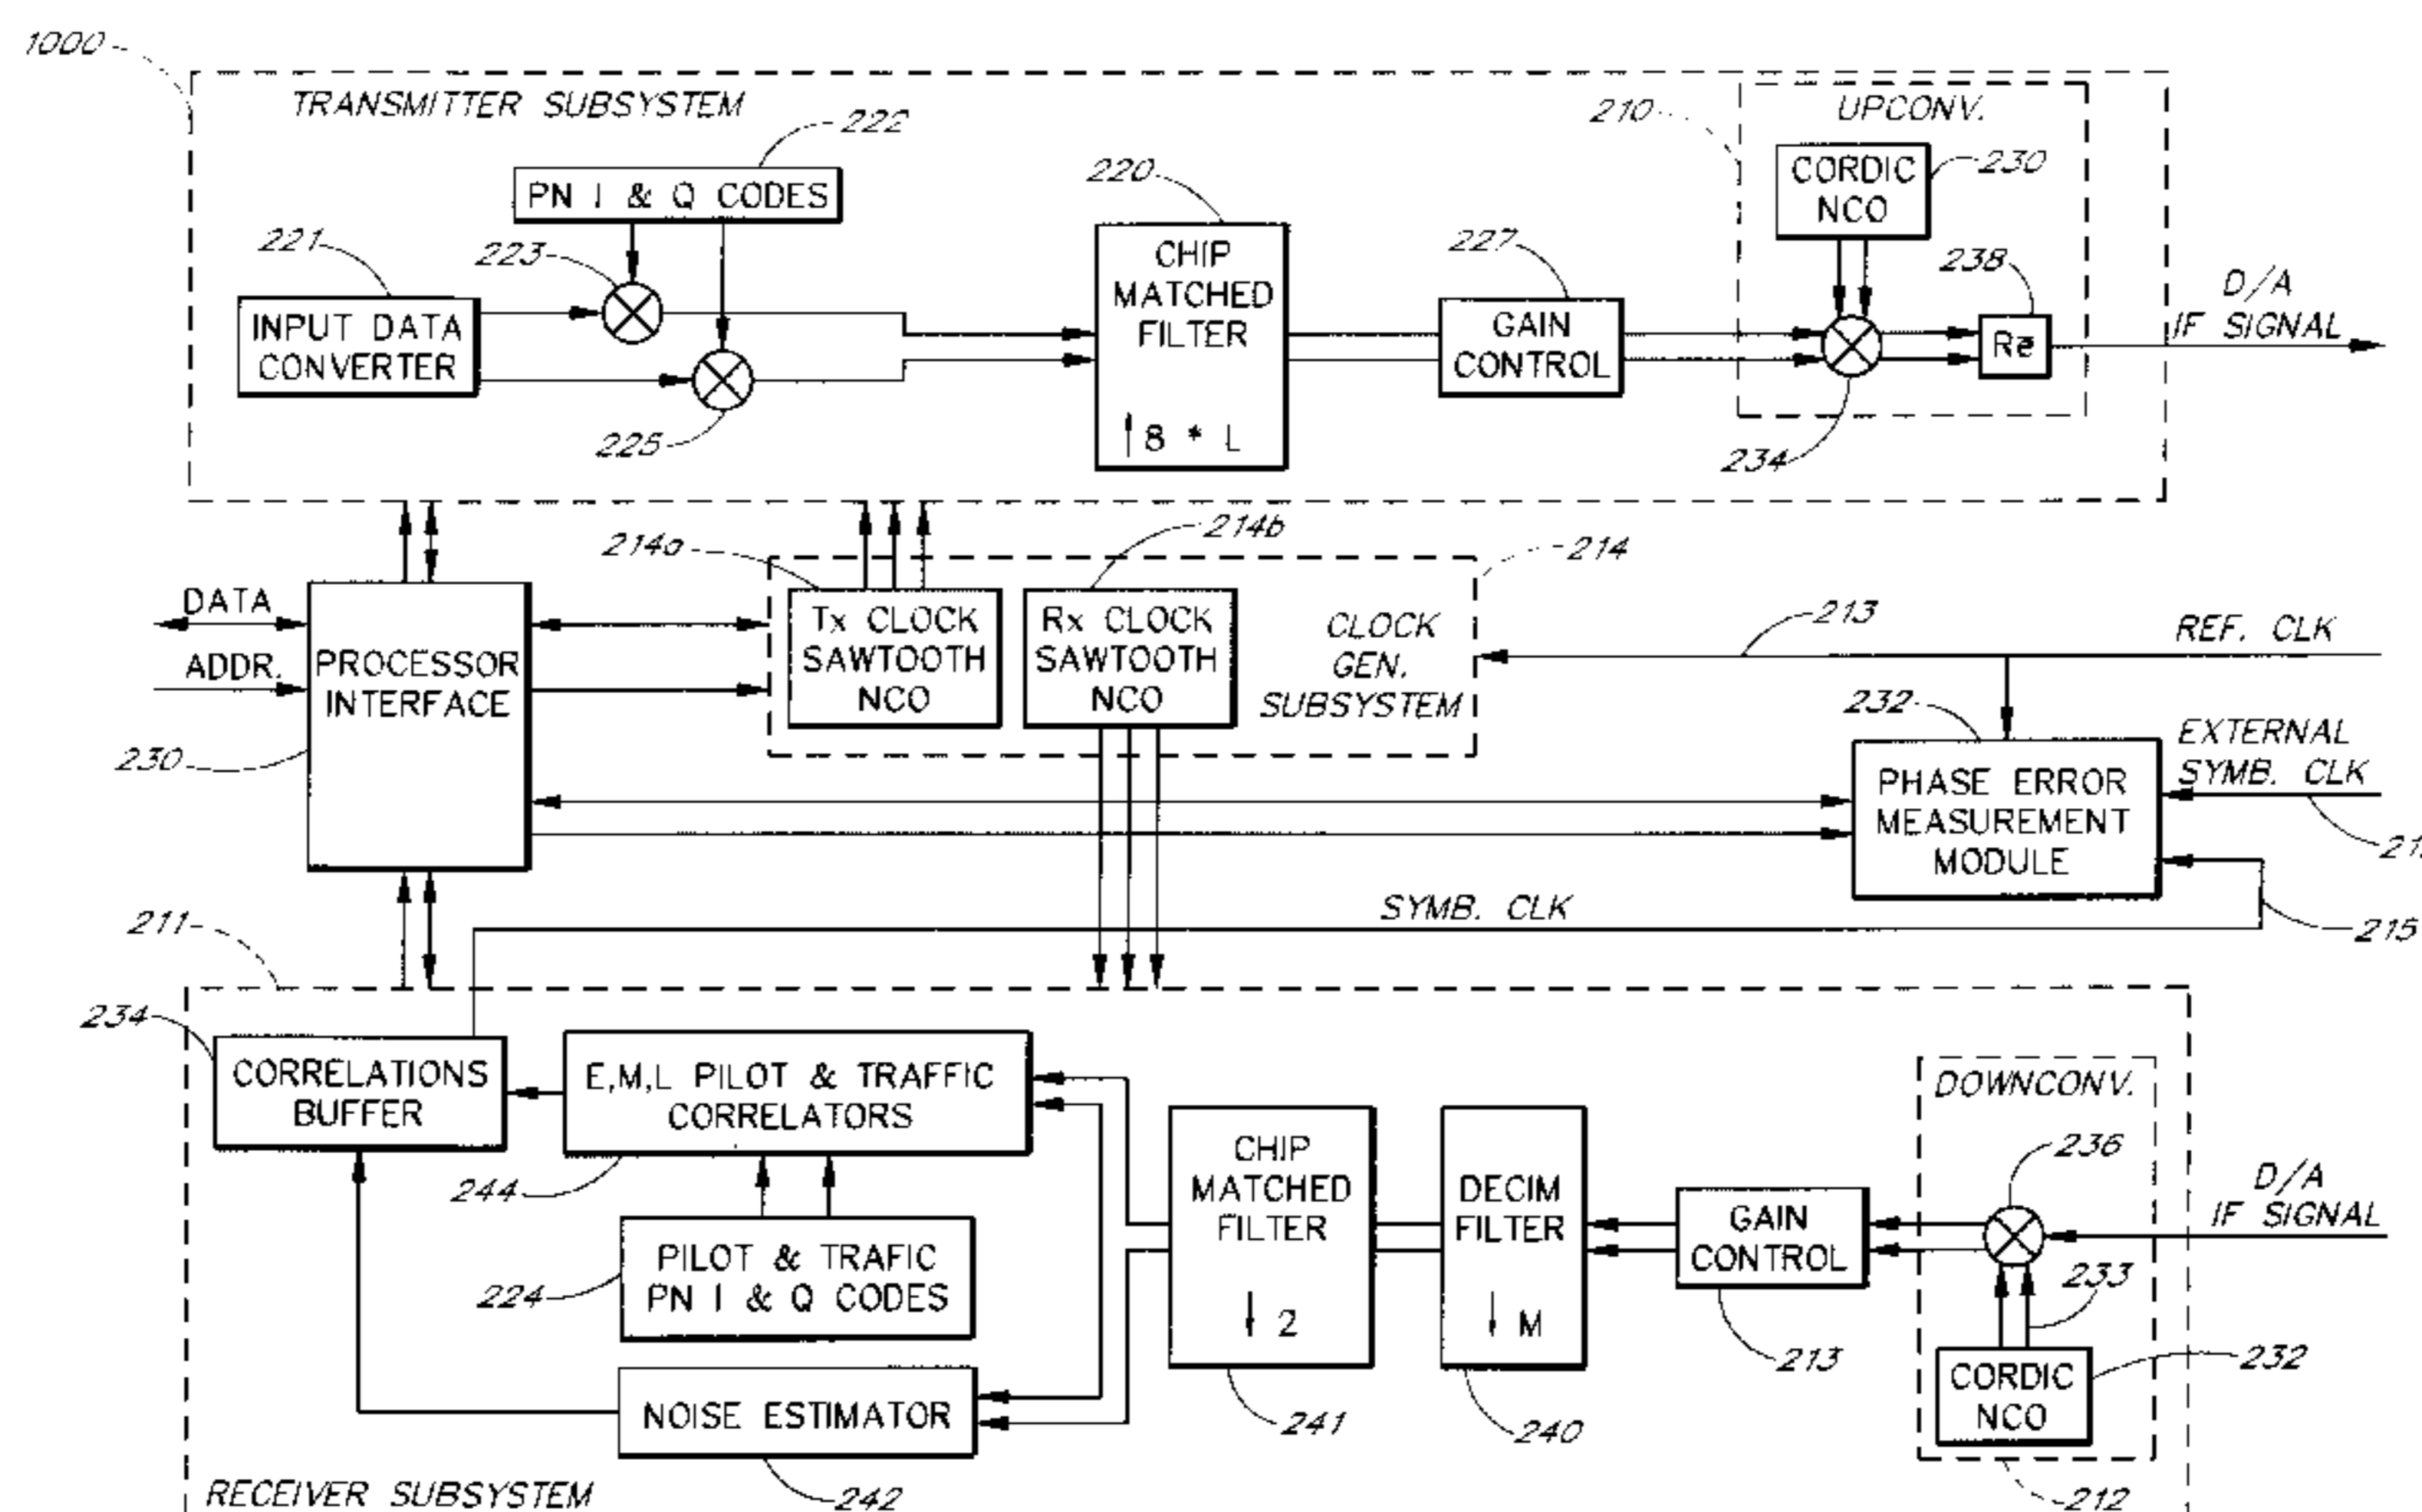 1000
TRANSMITTER SUBSYSTEM
222
PN I & Q CODES
221
223
INPUT DATA
CONVERTER
225
220
CHIP
MATCHED
FILTER
↑ 8 * L
227
GAIN
CONTROL
210
UPCONV.
CORDIC
NCO
230
238
Re
234
D/A
IF SIGNAL
214a
214b
214
DATA
ADDR.
PROCESSOR
INTERFACE
230
Tx CLOCK
SAWTOOTH
NCO
Rx CLOCK
SAWTOOTH
NCO
CLOCK
GEN.
SUBSYSTEM
213
REF. CLK
232
EXTERNAL
SYMB. CLK
PHASE ERROR
MEASUREMENT
MODULE
SYMB. CLK
215
211
234
CORRELATIONS
BUFFER
E,M,L PILOT & TRAFFIC
CORRELATORS
244
PILOT & TRAFIC
PN I & Q CODES
224
NOISE ESTIMATOR
242
CHIP
MATCHED
FILTER
↓ 2
241
DECIM
FILTER
↓ M
240
GAIN
CONTROL
213
DOWNCONV.
236
233
D/A
IF SIGNAL
CORDIC
NCO
232
212
RECEIVER SUBSYSTEM